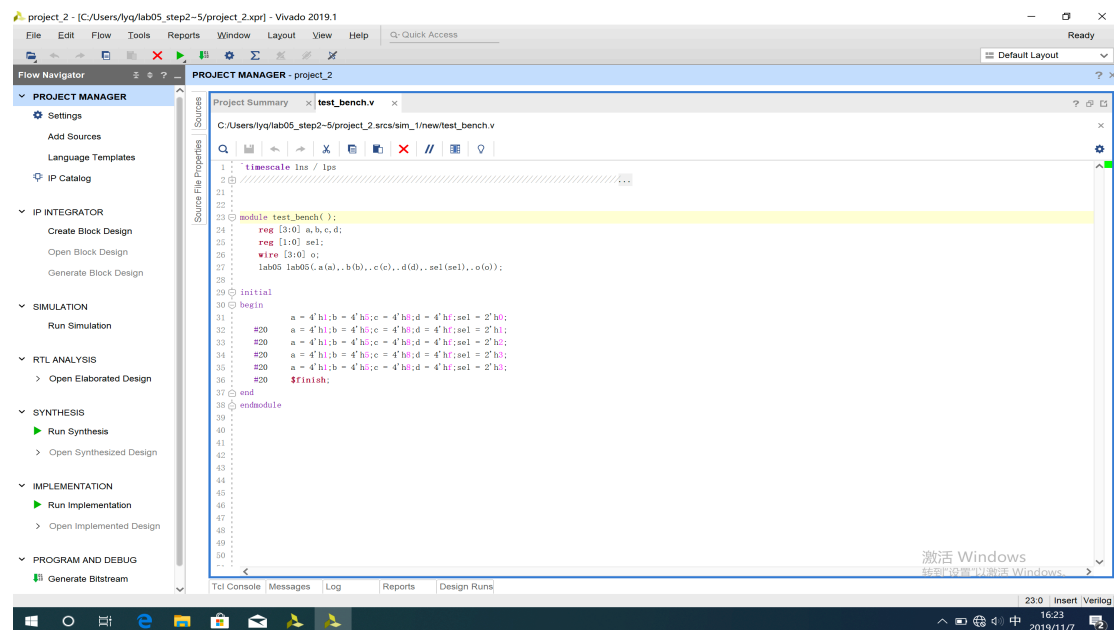 project_2 - [C:/Users/lyq/lab05_step2~5/project_2.xpr] - Vivado 2019.1
File Edit Flow Tools Reports Window Layout View Help Q- Quick Access Ready
Default Layout
Flow Navigator
PROJECT MANAGER - project_2
PROJECT MANAGER
Settings
Add Sources
Language Templates
IP Catalog
IP INTEGRATOR
Create Block Design
Open Block Design
Generate Block Design
SIMULATION
Run Simulation
RTL ANALYSIS
Open Elaborated Design
SYNTHESIS
Run Synthesis
Open Synthesized Design
IMPLEMENTATION
Run Implementation
Open Implemented Design
PROGRAM AND DEBUG
Generate Bitstream
Sources
Source File Properties
Project Summary × test_bench.v ×
C:/Users/lyq/lab05_step2~5/project_2.srcs/sim_1/new/test_bench.v
1 `timescale 1ns / 1ps
2 //////////////////////////////////////////////////////////////////////////////////...
21
22
23 module test_bench( );
24 reg [3:0] a,b,c,d;
25 reg [1:0] sel;
26 wire [3:0] o;
27 lab05 lab05(.a(a),.b(b),.c(c),.d(d),.sel(sel),.o(o));
28
29 initial
30 begin
31 a = 4'h1;b = 4'h5;c = 4'h8;d = 4'hf;sel = 2'h0;
32 #20 a = 4'h1;b = 4'h5;c = 4'h8;d = 4'hf;sel = 2'h1;
33 #20 a = 4'h1;b = 4'h5;c = 4'h8;d = 4'hf;sel = 2'h2;
34 #20 a = 4'h1;b = 4'h5;c = 4'h8;d = 4'hf;sel = 2'h3;
35 #20 a = 4'h1;b = 4'h5;c = 4'h8;d = 4'hf;sel = 2'h3;
36 #20 $finish;
37 end
38 endmodule
39
40
41
42
43
44
45
46
47
48
49
50
激活 Windows
转到"设置"以激活 Windows。
Tcl Console Messages Log Reports Design Runs
23:0 Insert Verilog
中 16:23
2019/11/7